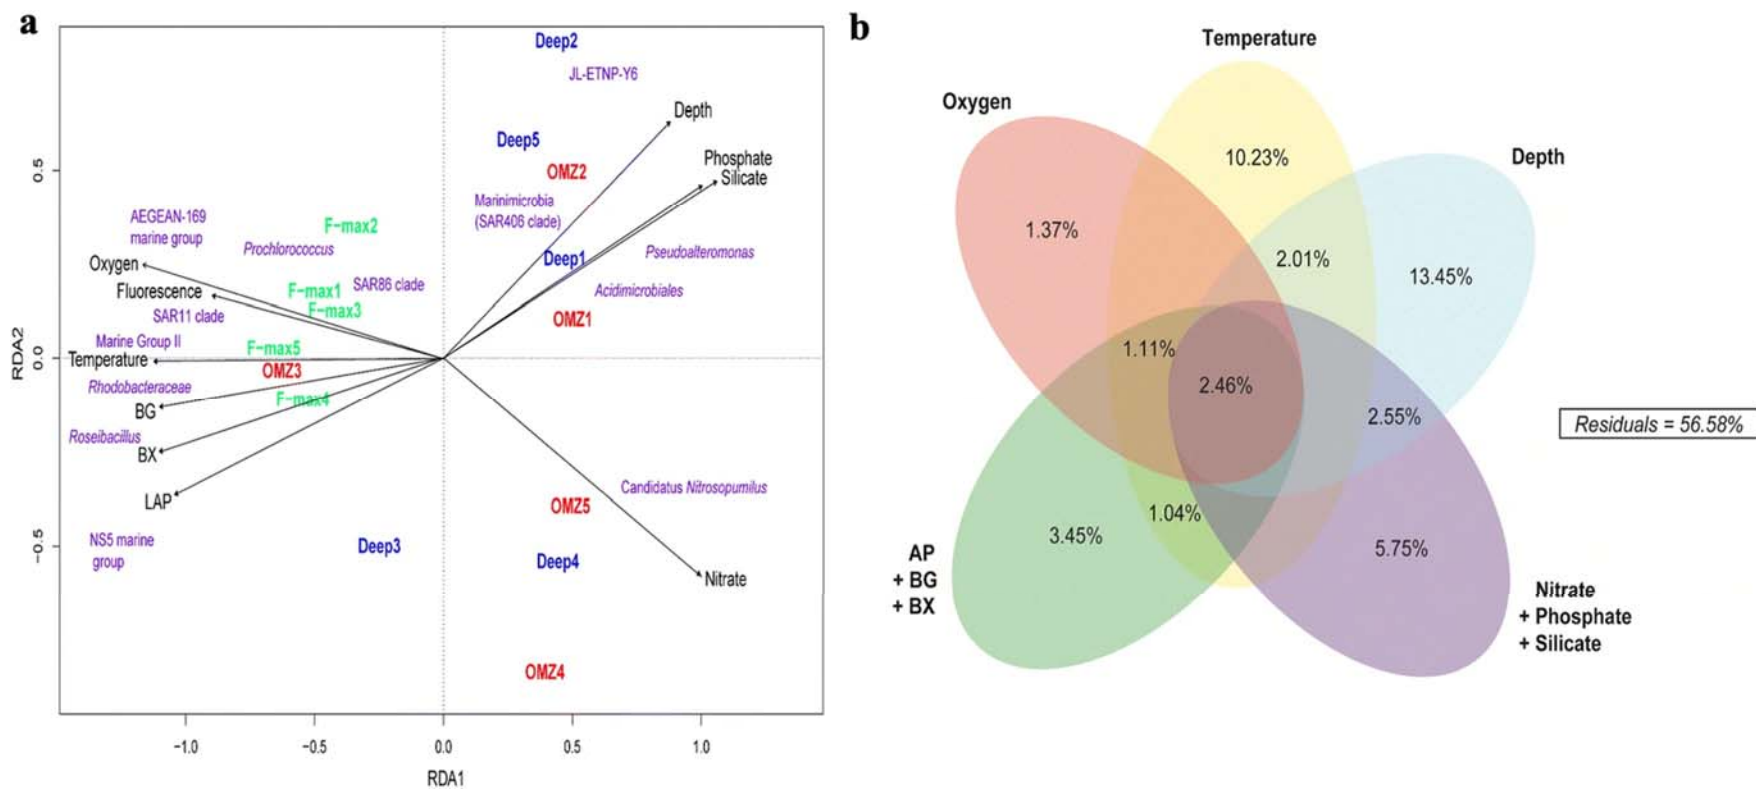 a
Deep2
JL-ETNP-Y6
Depth
Deep5
Phosphate
OMZ2
Silicate
0.5
Marinimicrobia
(SAR406 clade)
AEGEAN-169
marine group
F-max2
Prochlorococcus
Pseudoalteromonas
Oxygen
Deep1
Fluorescence
F-max1
SAR86 clade
Acidimicrobiales
F-max3
SAR11 clade
OMZ1
Marine Group II
F-max5
RDA2
0.0
Temperature
OMZ3
Rhodobacteraceae
BG
F-max4
Roseibacillus
BX
LAP
Candidatus Nitrosopumilus
OMZ5
NS5 marine
group
−0.5
Deep3
Deep4
Nitrate
OMZ4
−1.0
−0.5
0.0
0.5
1.0
RDA1
b
Temperature
Oxygen
10.23%
Depth
1.37%
2.01%
13.45%
1.11%
2.46%
2.55%
Residuals = 56.58%
1.04%
3.45%
5.75%
AP
+ BG
+ BX
Nitrate
+ Phosphate
+ Silicate